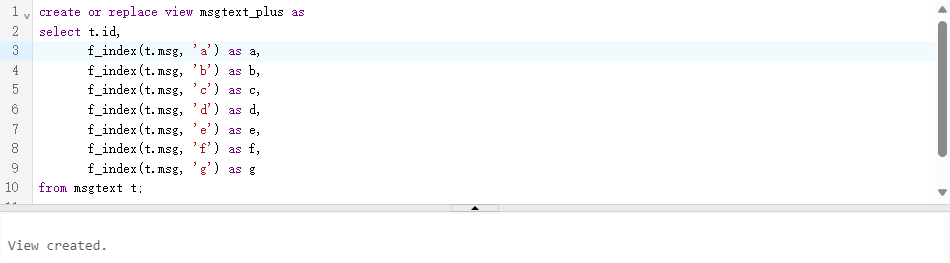 1 create or replace view msgtext_plus as
2 select t.id,
3 f_index(t.msg, 'a') as a,
4 f_index(t.msg, 'b') as b,
5 f_index(t.msg, 'c') as c,
6 f_index(t.msg, 'd') as d,
7 f_index(t.msg, 'e') as e,
8 f_index(t.msg, 'f') as f,
9 f_index(t.msg, 'g') as g
10 from msgtext t;
View created.